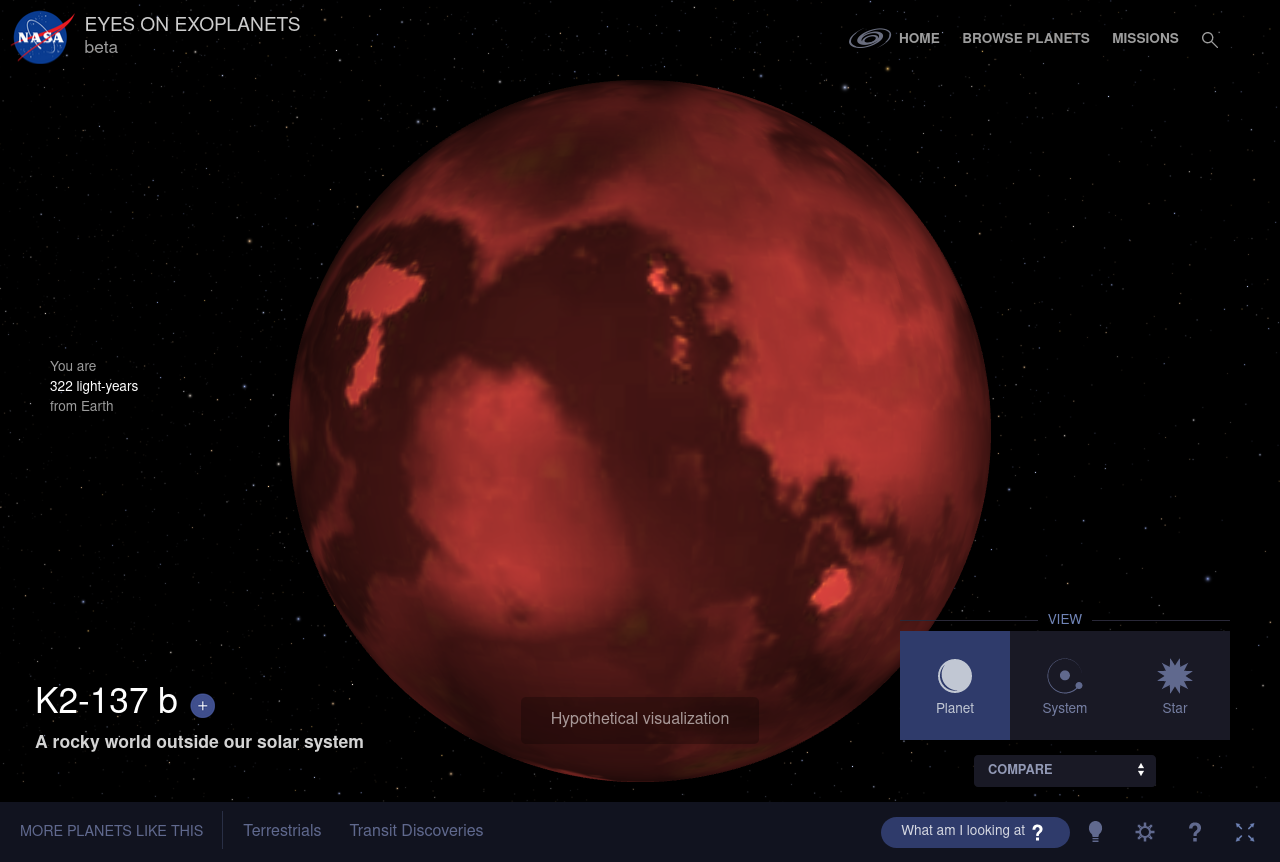 NASA
EYES ON EXOPLANETS
beta
HOME
BROWSE PLANETS
MISSIONS
You are
322 light-years
from Earth
VIEW
Planet
System
Star
COMPARE
K2-137 b +
A rocky world outside our solar system
Hypothetical visualization
MORE PLANETS LIKE THIS
Terrestrials
Transit Discoveries
What am I looking at ?
?